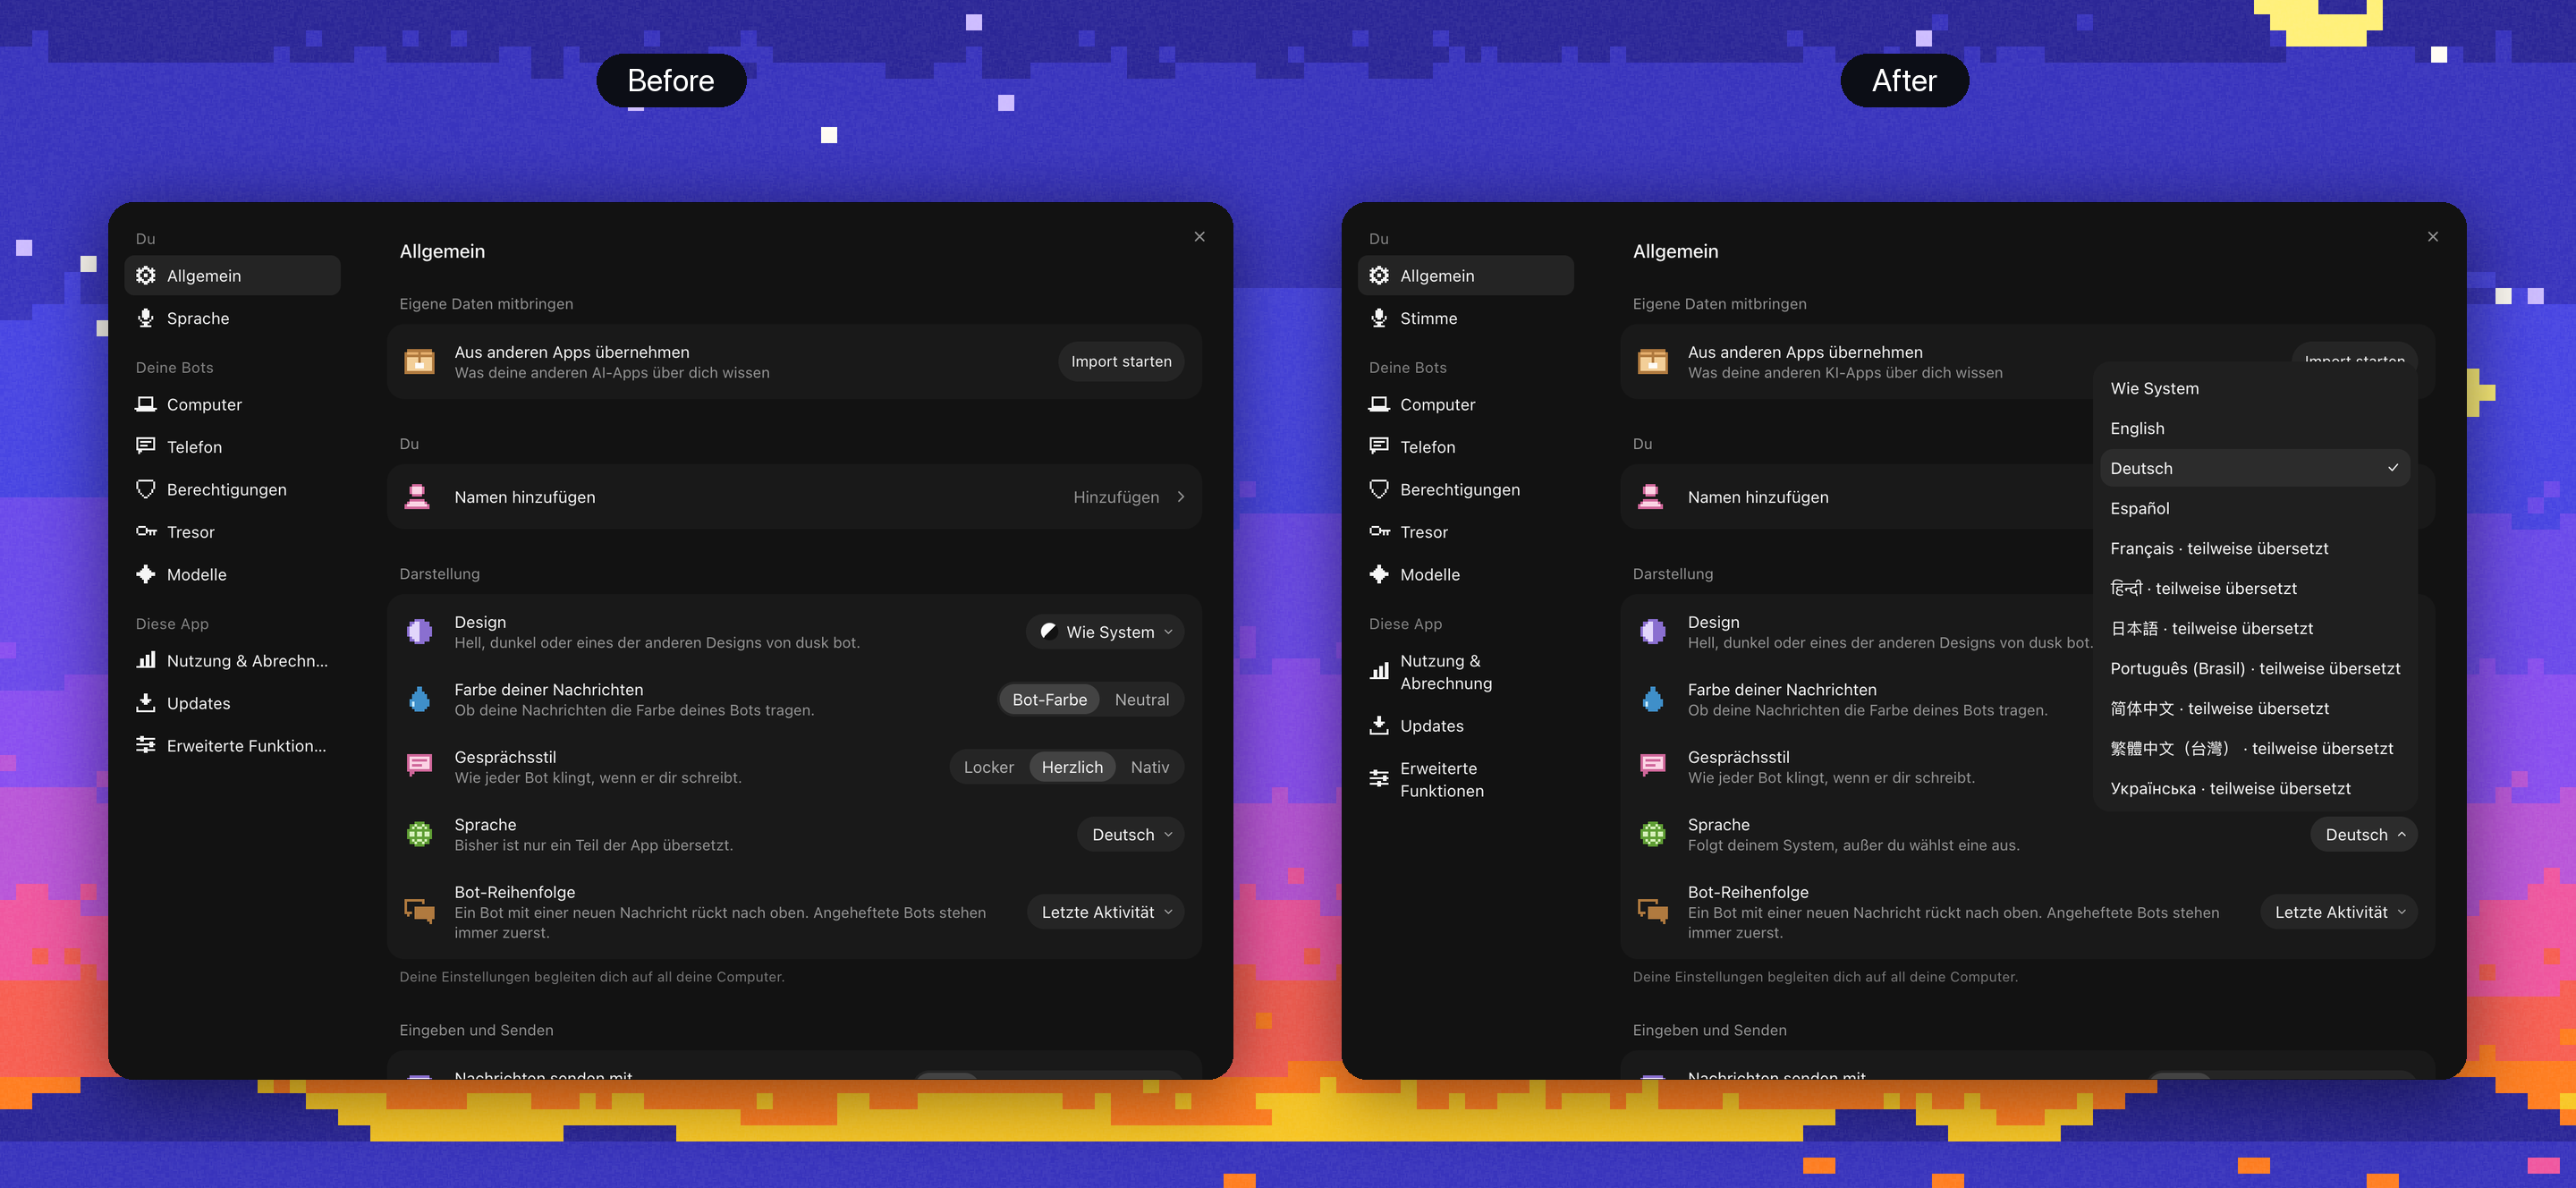 Before
Du
Allgemein
Sprache
Deine Bots
Computer
Telefon
Berechtigungen
Tresor
Modelle
Diese App
Nutzung & Abrechn...
Updates
Erweiterte Funktion...
Allgemein
Eigene Daten mitbringen
Aus anderen Apps übernehmen
Was deine anderen AI-Apps über dich wissen
Import starten
Du
Namen hinzufügen
Hinzufügen
Darstellung
Design
Hell, dunkel oder eines der anderen Designs von dusk bot.
Wie System
Farbe deiner Nachrichten
Ob deine Nachrichten die Farbe deines Bots tragen.
Bot-Farbe Neutral
Gesprächsstil
Wie jeder Bot klingt, wenn er dir schreibt.
Locker Herzlich Nativ
Sprache
Bisher ist nur ein Teil der App übersetzt.
Deutsch
Bot-Reihenfolge
Ein Bot mit einer neuen Nachricht rückt nach oben. Angeheftete Bots stehen
immer zuerst.
Letzte Aktivität
Deine Einstellungen begleiten dich auf all deine Computer.
Eingeben und Senden
Nachrichten senden mit
After
Du
Allgemein
Stimme
Deine Bots
Computer
Telefon
Berechtigungen
Tresor
Modelle
Diese App
Nutzung &
Abrechnung
Updates
Erweiterte
Funktionen
Allgemein
Eigene Daten mitbringen
Aus anderen Apps übernehmen
Was deine anderen KI-Apps über dich wissen
Import starten
Du
Namen hinzufügen
Darstellung
Design
Hell, dunkel oder eines der anderen Designs von dusk bot.
Farbe deiner Nachrichten
Ob deine Nachrichten die Farbe deines Bots tragen.
Gesprächsstil
Wie jeder Bot klingt, wenn er dir schreibt.
Wie System
English
Deutsch
Español
Français · teilweise übersetzt
हिन्दी · teilweise übersetzt
日本語 · teilweise übersetzt
Português (Brasil) · teilweise übersetzt
简体中文 · teilweise übersetzt
繁體中文（台灣） · teilweise übersetzt
Українська · teilweise übersetzt
Sprache
Folgt deinem System, außer du wählst eine aus.
Deutsch
Bot-Reihenfolge
Ein Bot mit einer neuen Nachricht rückt nach oben. Angeheftete Bots stehen
immer zuerst.
Letzte Aktivität
Deine Einstellungen begleiten dich auf all deine Computer.
Eingeben und Senden
Nachrichten senden mit